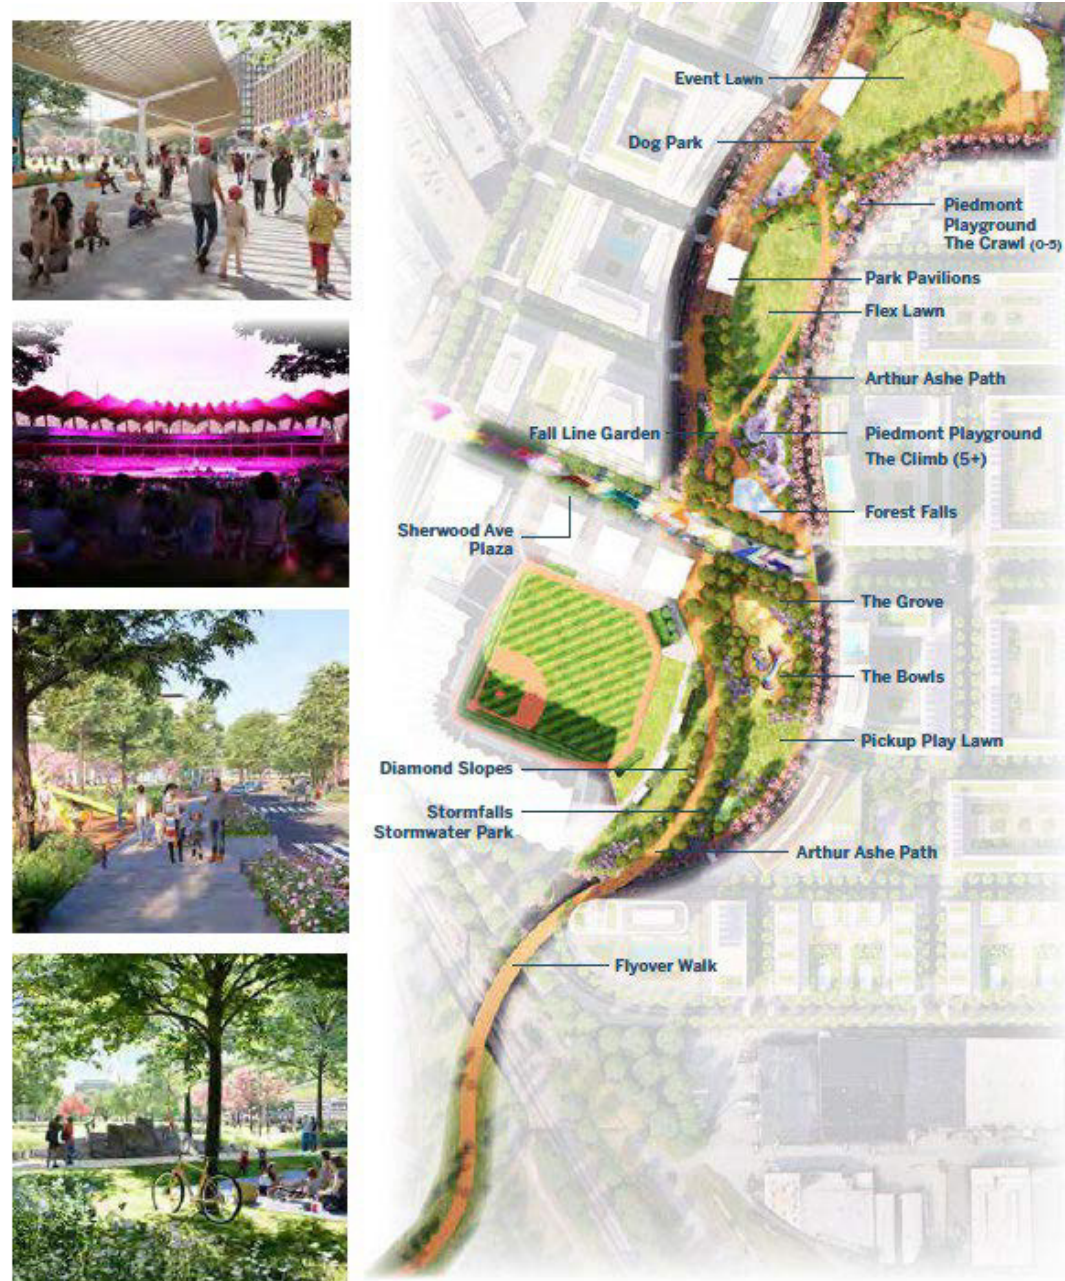 Event Lawn
Dog Park
Piedmont
Playground
The Crawl (0-5)
Park Pavilions
Flex Lawn
Arthur Ashe Path
Fall Line Garden
Piedmont Playground
The Climb (5+)
Forest Falls
Sherwood Ave
Plaza
The Grove
The Bowls
Pickup Play Lawn
Diamond Slopes
Stormfalls
Stormwater Park
Arthur Ashe Path
Flyover Walk